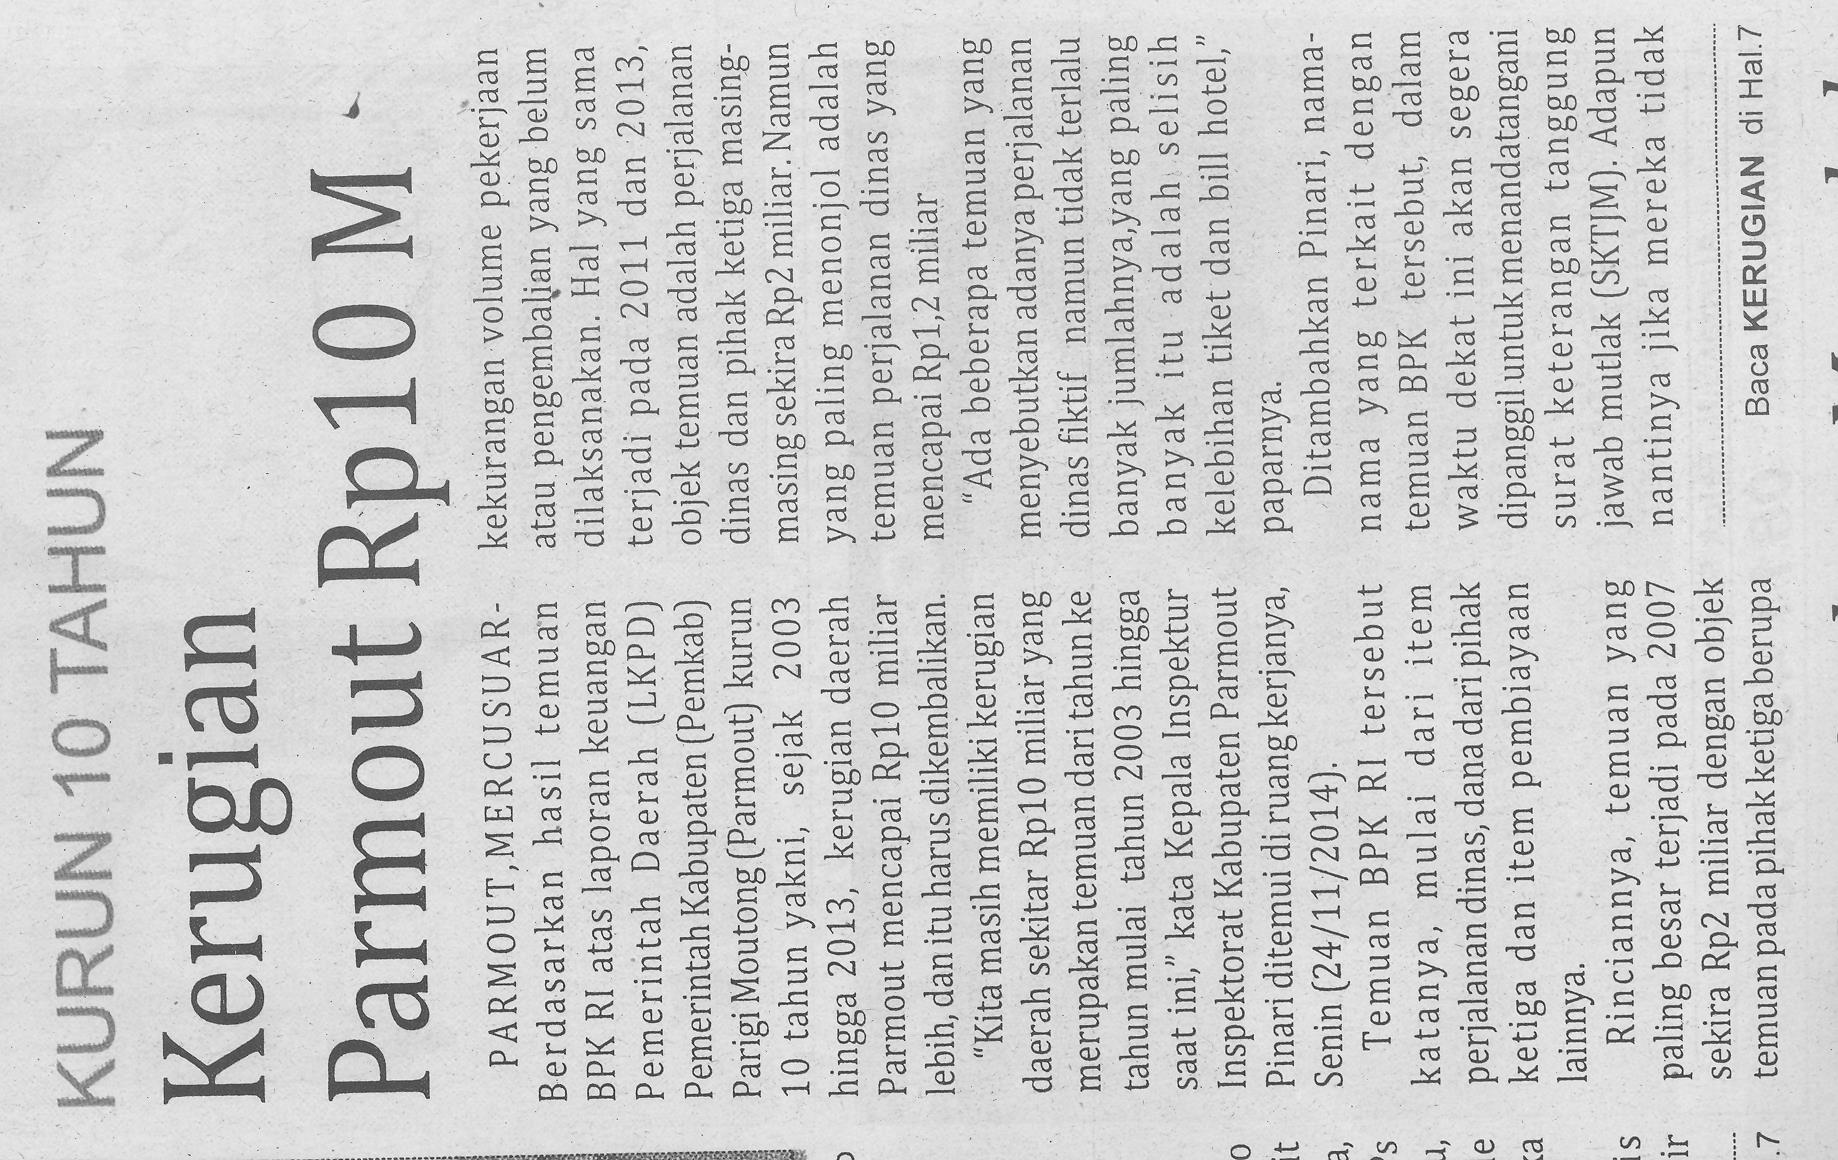 KURUN 10 TAHUN
Kerugian
Parmout Rp10 M
PARMOUT,MERCUSUAR-
Berdasarkan hasil temuan
BPK RI atas laporan keuangan
Pemerintah Daerah (LKPD)
Pemerintah Kabupaten (Pemkab)
Parigi Moutong (Parmout) kurun
10 tahun yakni, sejak 2003
hingga 2013, kerugian daerah
Parmout mencapai Rp10 miliar
lebih, dan itu harus dikembalikan.
“Kita masih memiliki kerugian
daerah sekitar Rp10 miliar yang
merupakan temuan dari tahun ke
tahun mulai tahun 2003 hingga
saat ini,” kata Kepala Inspektur
Inspektorat Kabupaten Parmout
Pinari ditemui di ruang kerjanya,
Senin (24/11/2014).
Temuan BPK RI tersebut
katanya, mulai dari item
perjalanan dinas, dana dari pihak
ketiga dan item pembiayaan
lainnya.
Rinciannya, temuan yang
paling besar terjadi pada 2007
sekira Rp2 miliar dengan objek
temuan pada pihak ketiga berupa
kekurangan volume pekerjaan
atau pengembalian yang belum
dilaksanakan. Hal yang sama
terjadi pada 2011 dan 2013,
objek temuan adalah perjalanan
dinas dan pihak ketiga masing-
masing sekira Rp2 miliar. Namun
yang paling menonjol adalah
temuan perjalanan dinas yang
mencapai Rp1,2 miliar
“Ada beberapa temuan yang
menyebutkan adanya perjalanan
dinas fiktif namun tidak terlalu
banyak jumlahnya,yang paling
banyak itu adalah selisih
kelebihan tiket dan bill hotel,”
paparnya.
Ditambahkan Pinari, nama-
nama yang terkait dengan
temuan BPK tersebut, dalam
waktu dekat ini akan segera
dipanggil untuk menandatangani
surat keterangan tanggung
jawab mutlak (SKTJM). Adapun
nantinya jika mereka tidak
Baca KERUGIAN di Hal.7